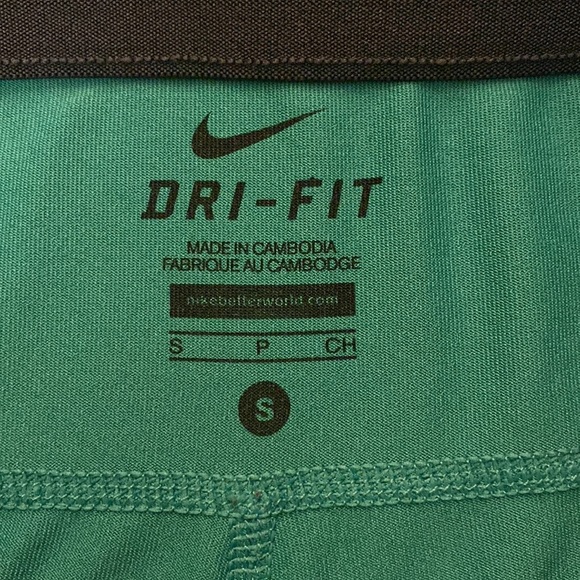 DRI-FIT
MADE IN CAMBODIA
FABRIQUE AU CAMBODGE
nikebetterworld.com
S P CH
S